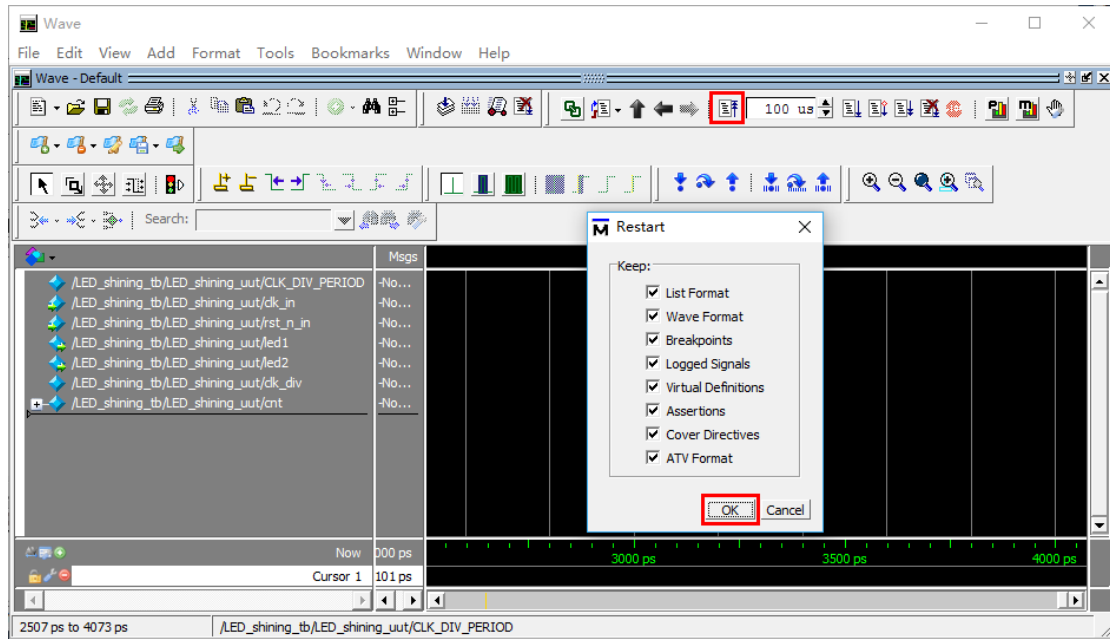 Wave
File Edit View Add Format Tools Bookmarks Window Help
Wave - Default
100 us
Search:
Restart
Keep:
List Format
Wave Format
Breakpoints
Logged Signals
Virtual Definitions
Assertions
Cover Directives
ATV Format
OK Cancel
Msgs
/LED_shining_tb/LED_shining_uut/CLK_DIV_PERIOD -No...
/LED_shining_tb/LED_shining_uut/clk_in -No...
/LED_shining_tb/LED_shining_uut/rst_n_in -No...
/LED_shining_tb/LED_shining_uut/led1 -No...
/LED_shining_tb/LED_shining_uut/led2 -No...
/LED_shining_tb/LED_shining_uut/clk_div -No...
/LED_shining_tb/LED_shining_uut/cnt -No...
Now 000 ps
3000 ps 3500 ps 4000 ps
Cursor 1 101 ps
2507 ps to 4073 ps /LED_shining_tb/LED_shining_uut/CLK_DIV_PERIOD